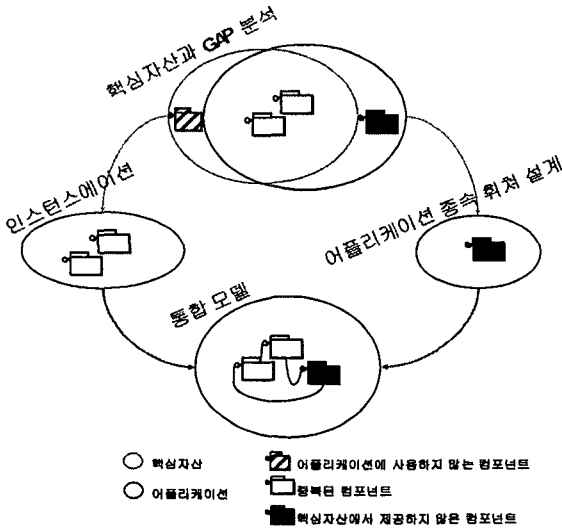 핵심자산과 GAP 분석
인스턴스에이션
어플리케이션 종속 휘쳐 설계
통합 모델
핵심자산
어플리케이션에 사용하지 않는 컴포넌트
어플리케이션
중복된 컴포넌트
핵심자산에서 제공하지 않은 컴포넌트